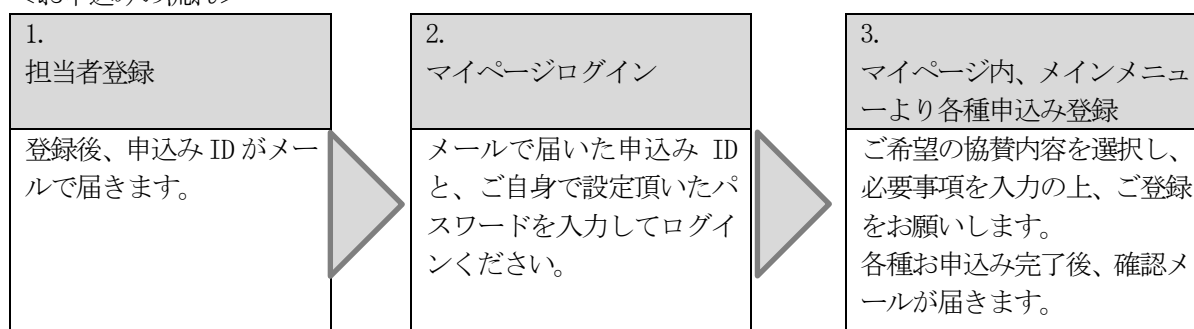 1.
担当者登録
登録後、申込み ID がメー
ルで届きます。
2.
マイページログイン
メールで届いた申込み ID
と、ご自身で設定頂いたパ
スワードを入力してログイ
ンください。
3.
マイページ内、メインメニュ
ーより各種申込み登録
ご希望の協賛内容を選択し、
必要事項を入力の上、ご登録
をお願いします。
各種お申込み完了後、確認メ
ールが届きます。